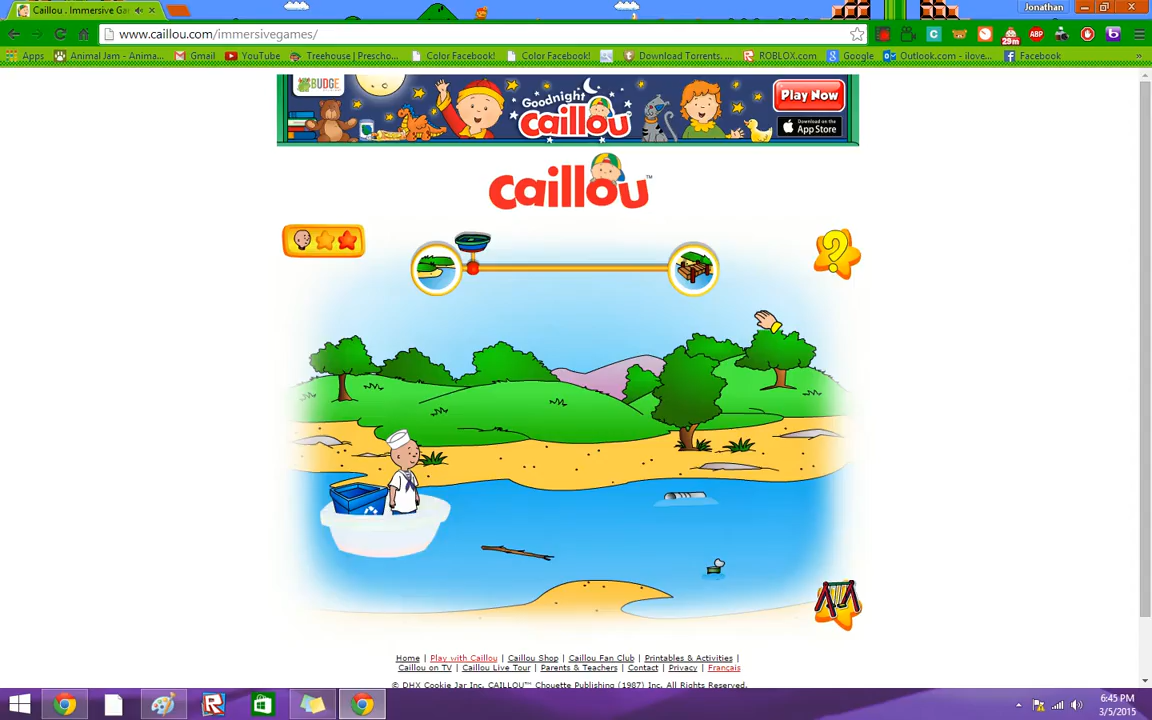 Caillou . Immersive Ga
Jonathan
www.caillou.com/immersivegames/
Apps Animal Jam - Anima... Gmail YouTube Treehouse | Prescho... Color Facebook! Color Facebook! Download Torrents. ... ROBLOX.com Google Outlook.com - ilove... Facebook »
29m ABP
BUDGE
Goodnight
caillou
Play Now
Download on the
App Store
caillou™
?
Home | Play with Caillou | Caillou Shop | Caillou Fan Club | Printables & Activities |
Caillou on TV | Caillou Live Tour | Parents & Teachers | Contact | Privacy | Français
© DHX Cookie Jar Inc. CAILLOU™ Chouette Publishing (1987) Inc. All Rights Reserved.
6:45 PM
3/5/2015